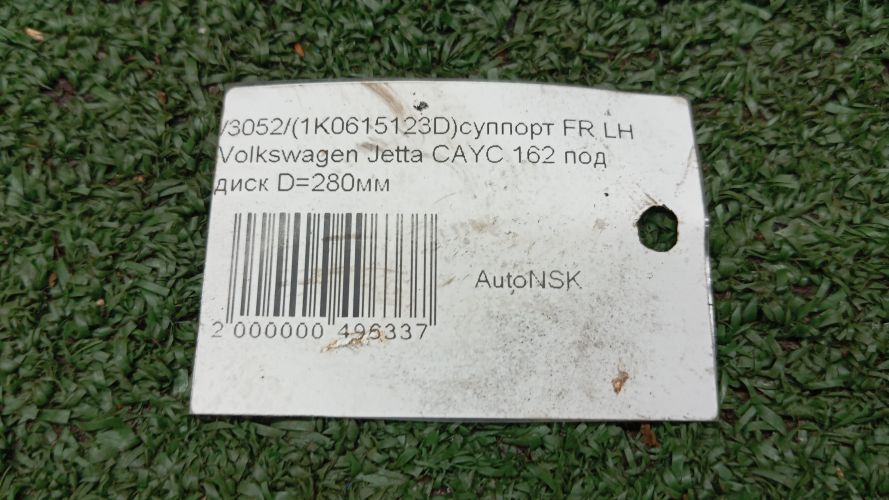 /3052/(1K0615123D)суппорт FR LH
Volkswagen Jetta CAYC 162 под
диск D=280мм
AutoNSK
2 000000 496337